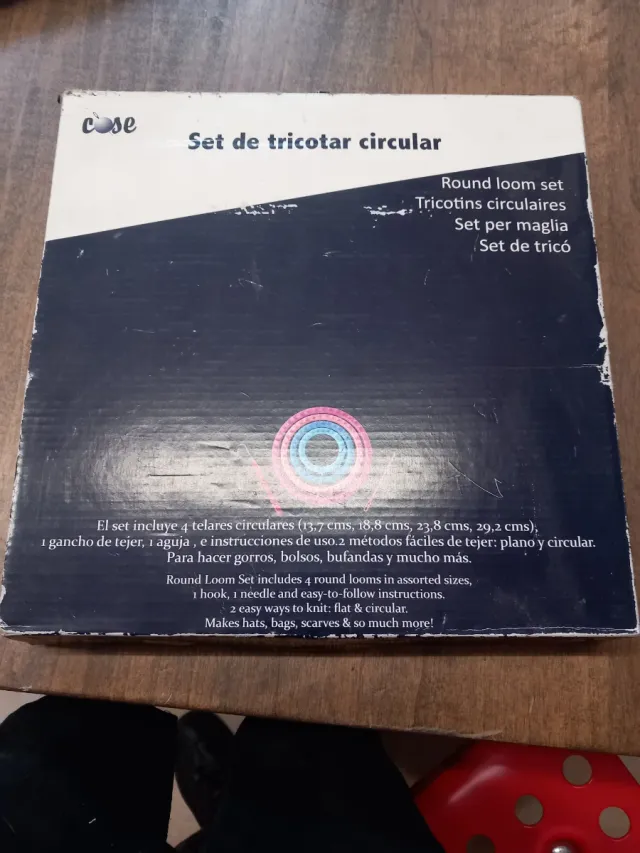 cose
Set de tricotar circular
Round loom set
Tricotins circulaires
Set per maglia
Set de tricó
El set incluye 4 telares circulares (13,7 cms, 18,8 cms, 23,8 cms, 29,2 cms),
1 gancho de tejer, 1 aguja , e instrucciones de uso.2 métodos fáciles de tejer: plano y circular.
Para hacer gorros, bolsos, bufandas y mucho más.
Round Loom Set includes 4 round looms in assorted sizes,
1 hook, 1 needle and easy-to-follow instructions.
2 easy ways to knit: flat & circular.
Makes hats, bags, scarves & so much more!